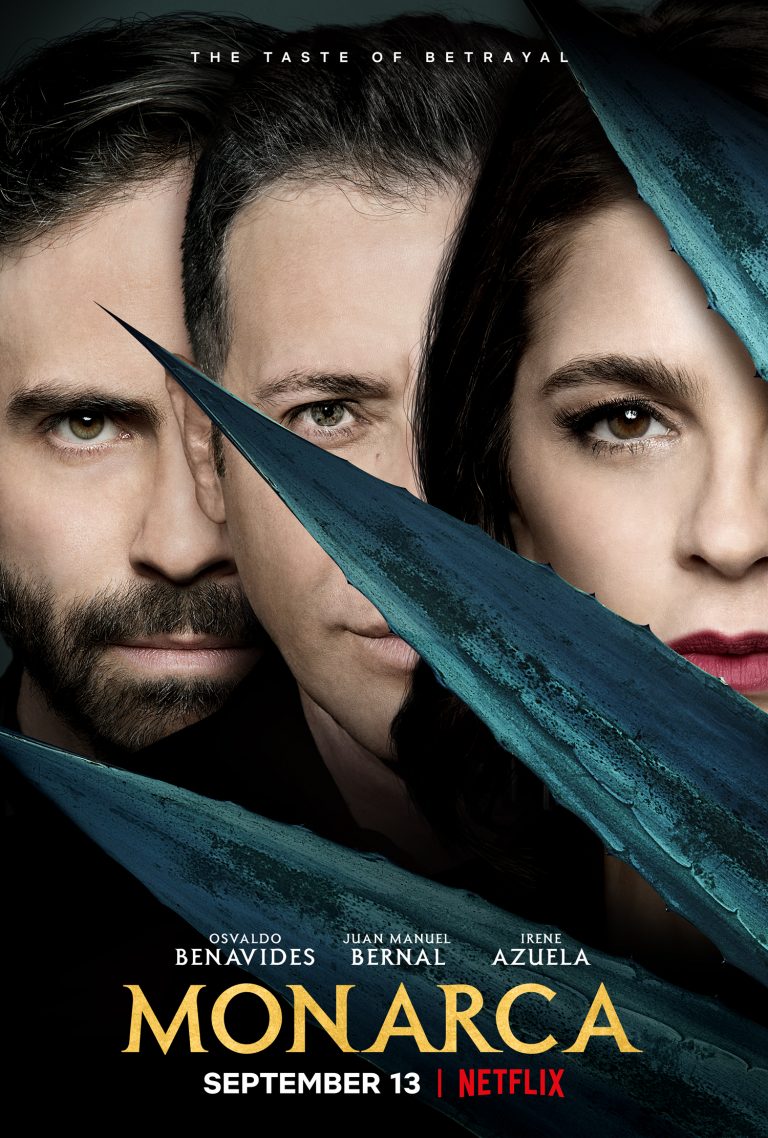 THE TASTE OF BETRAYAL
OSVALDO BENAVIDES JUAN MANUEL BERNAL IRENE AZUELA
MONARCA
SEPTEMBER 13 | NETFLIX